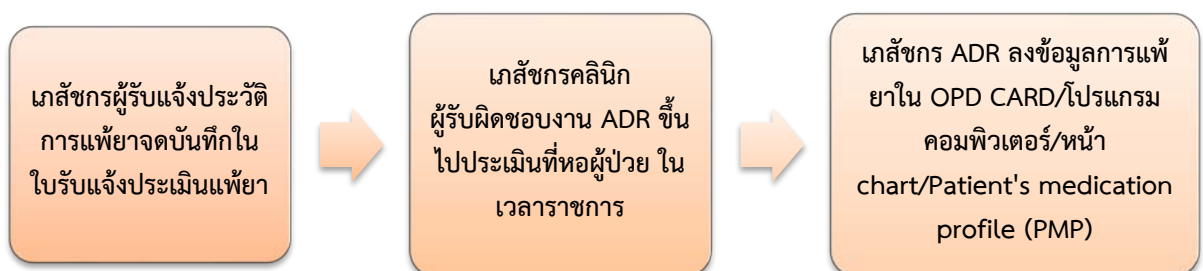 เภสัชกรผู้รับแจ้งประวัติ
การแพ้ยาจดบันทึกใน
ใบรับแจ้งประเมินแพ้ยา
เภสัชกรคลินิก
ผู้รับผิดชอบงาน ADR ขึ้น
ไปประเมินที่หอผู้ป่วย ใน
เวลาราชการ
เภสัชกร ADR ลงข้อมูลการแพ้
ยาใน OPD CARD/โปรแกรม
คอมพิวเตอร์/หน้า
chart/Patient's medication
profile (PMP)